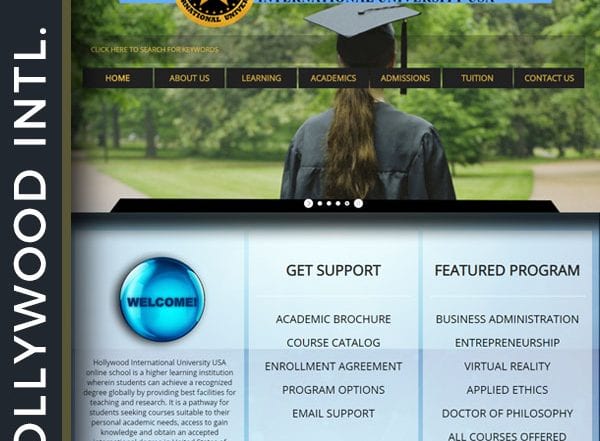 HOLLYWOOD INTL.
INTERNATIONAL UNIVERSITY USA
CLICK HERE TO SEARCH FOR KEYWORDS
HOME
ABOUT US
LEARNING
ACADEMICS
ADMISSIONS
TUITION
CONTACT US
WELCOME!
Hollywood International University USA
online school is a higher learning institution
wherein students can achieve a recognized
degree globally by providing best facilities for
teaching and research. It is a pathway for
students seeking courses suitable to their
personal academic needs, access to gain
knowledge and obtain an accepted
GET SUPPORT
ACADEMIC BROCHURE
COURSE CATALOG
ENROLLMENT AGREEMENT
PROGRAM OPTIONS
EMAIL SUPPORT
FEATURED PROGRAM
BUSINESS ADMINISTRATION
ENTREPRENEURSHIP
VIRTUAL REALITY
APPLIED ETHICS
DOCTOR OF PHILOSOPHY
ALL COURSES OFFERED